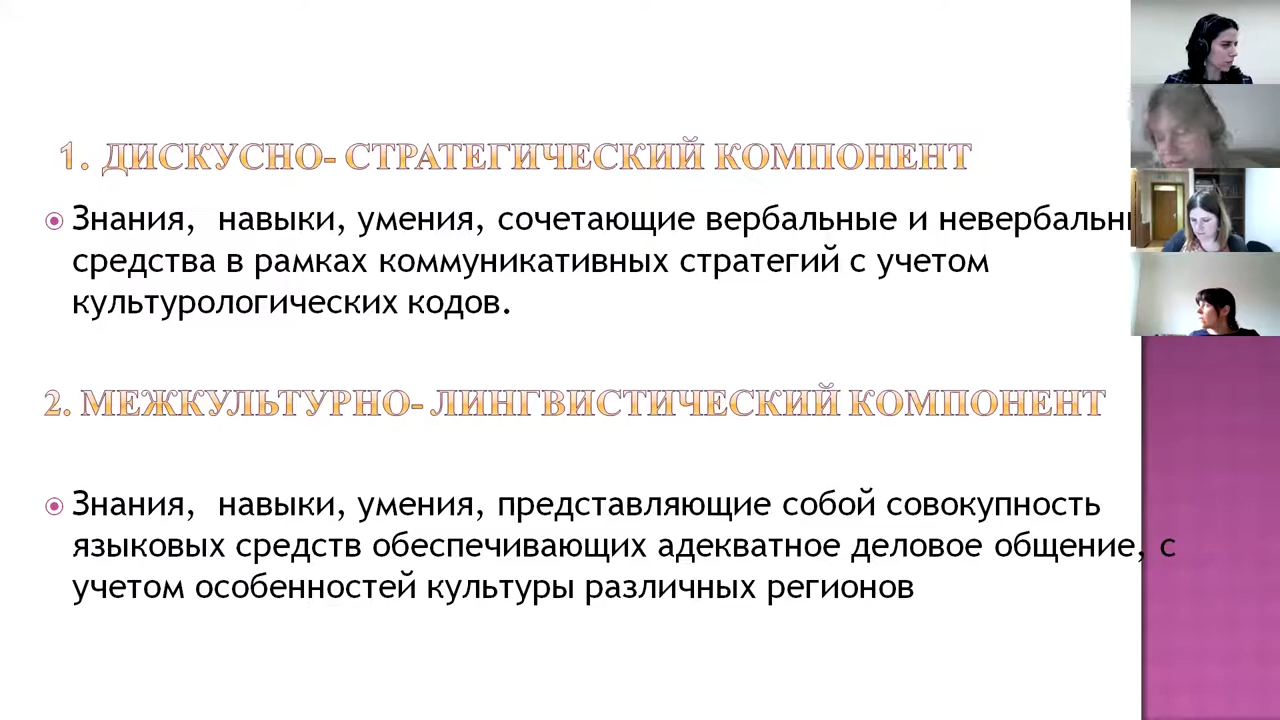 1. ДИСКУСНО- СТРАТЕГИЧЕСКИЙ КОМПОНЕНТ
Знания, навыки, умения, сочетающие вербальные и
средства в рамках коммуникативных стратегий с учетом
культурологических кодов.
2. МЕЖКУЛЬТУРНО- ЛИНГВИСТИЧЕСКИЙ КОМПОНЕНТ
Знания, навыки, умения, представляющие собой совокупность
языковых средств обеспечивающих адекватное деловое общение, с
учетом особенностей культуры различных регионов